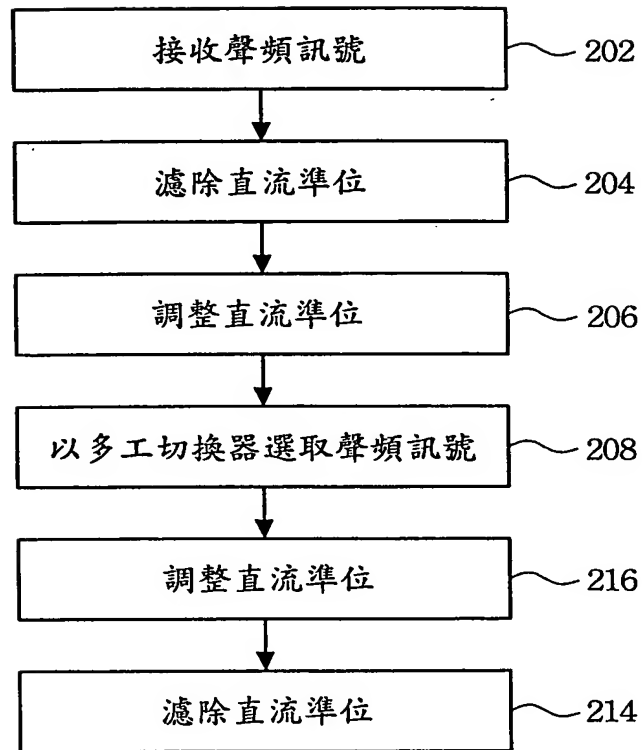 接收聲頻訊號
202
濾除直流準位
204
調整直流準位
206
以多工切換器選取聲頻訊號
208
調整直流準位
216
濾除直流準位
214